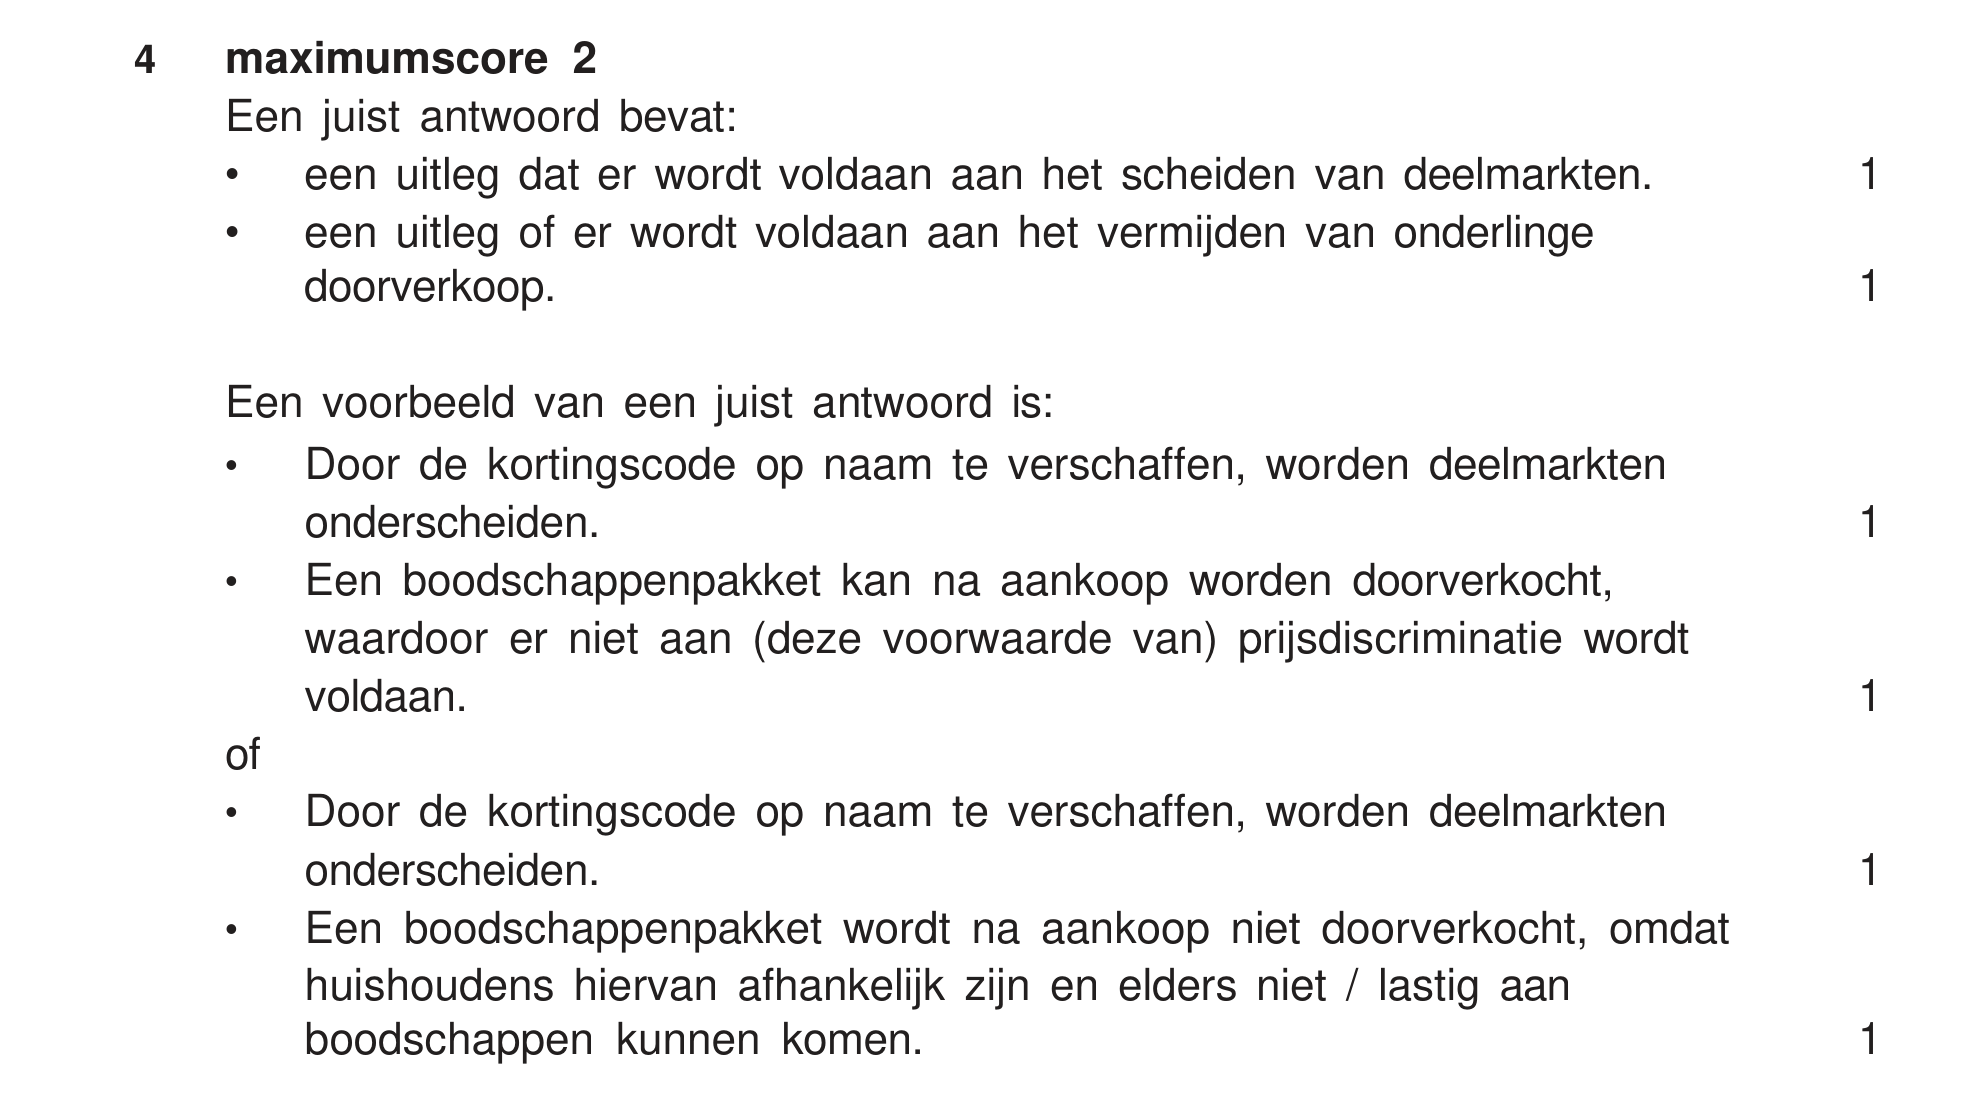 4 maximumscore 2
Een juist antwoord bevat:
• een uitleg dat er wordt voldaan aan het scheiden van deelmarkten. 1
• een uitleg of er wordt voldaan aan het vermijden van onderlinge
doorverkoop. 1
Een voorbeeld van een juist antwoord is:
• Door de kortingscode op naam te verschaffen, worden deelmarkten
onderscheiden. 1
• Een boodschappenpakket kan na aankoop worden doorverkocht,
waardoor er niet aan (deze voorwaarde van) prijsdiscriminatie wordt
voldaan. 1
of
• Door de kortingscode op naam te verschaffen, worden deelmarkten
onderscheiden. 1
• Een boodschappenpakket wordt na aankoop niet doorverkocht, omdat
huishoudens hiervan afhankelijk zijn en elders niet / lastig aan
boodschappen kunnen komen. 1